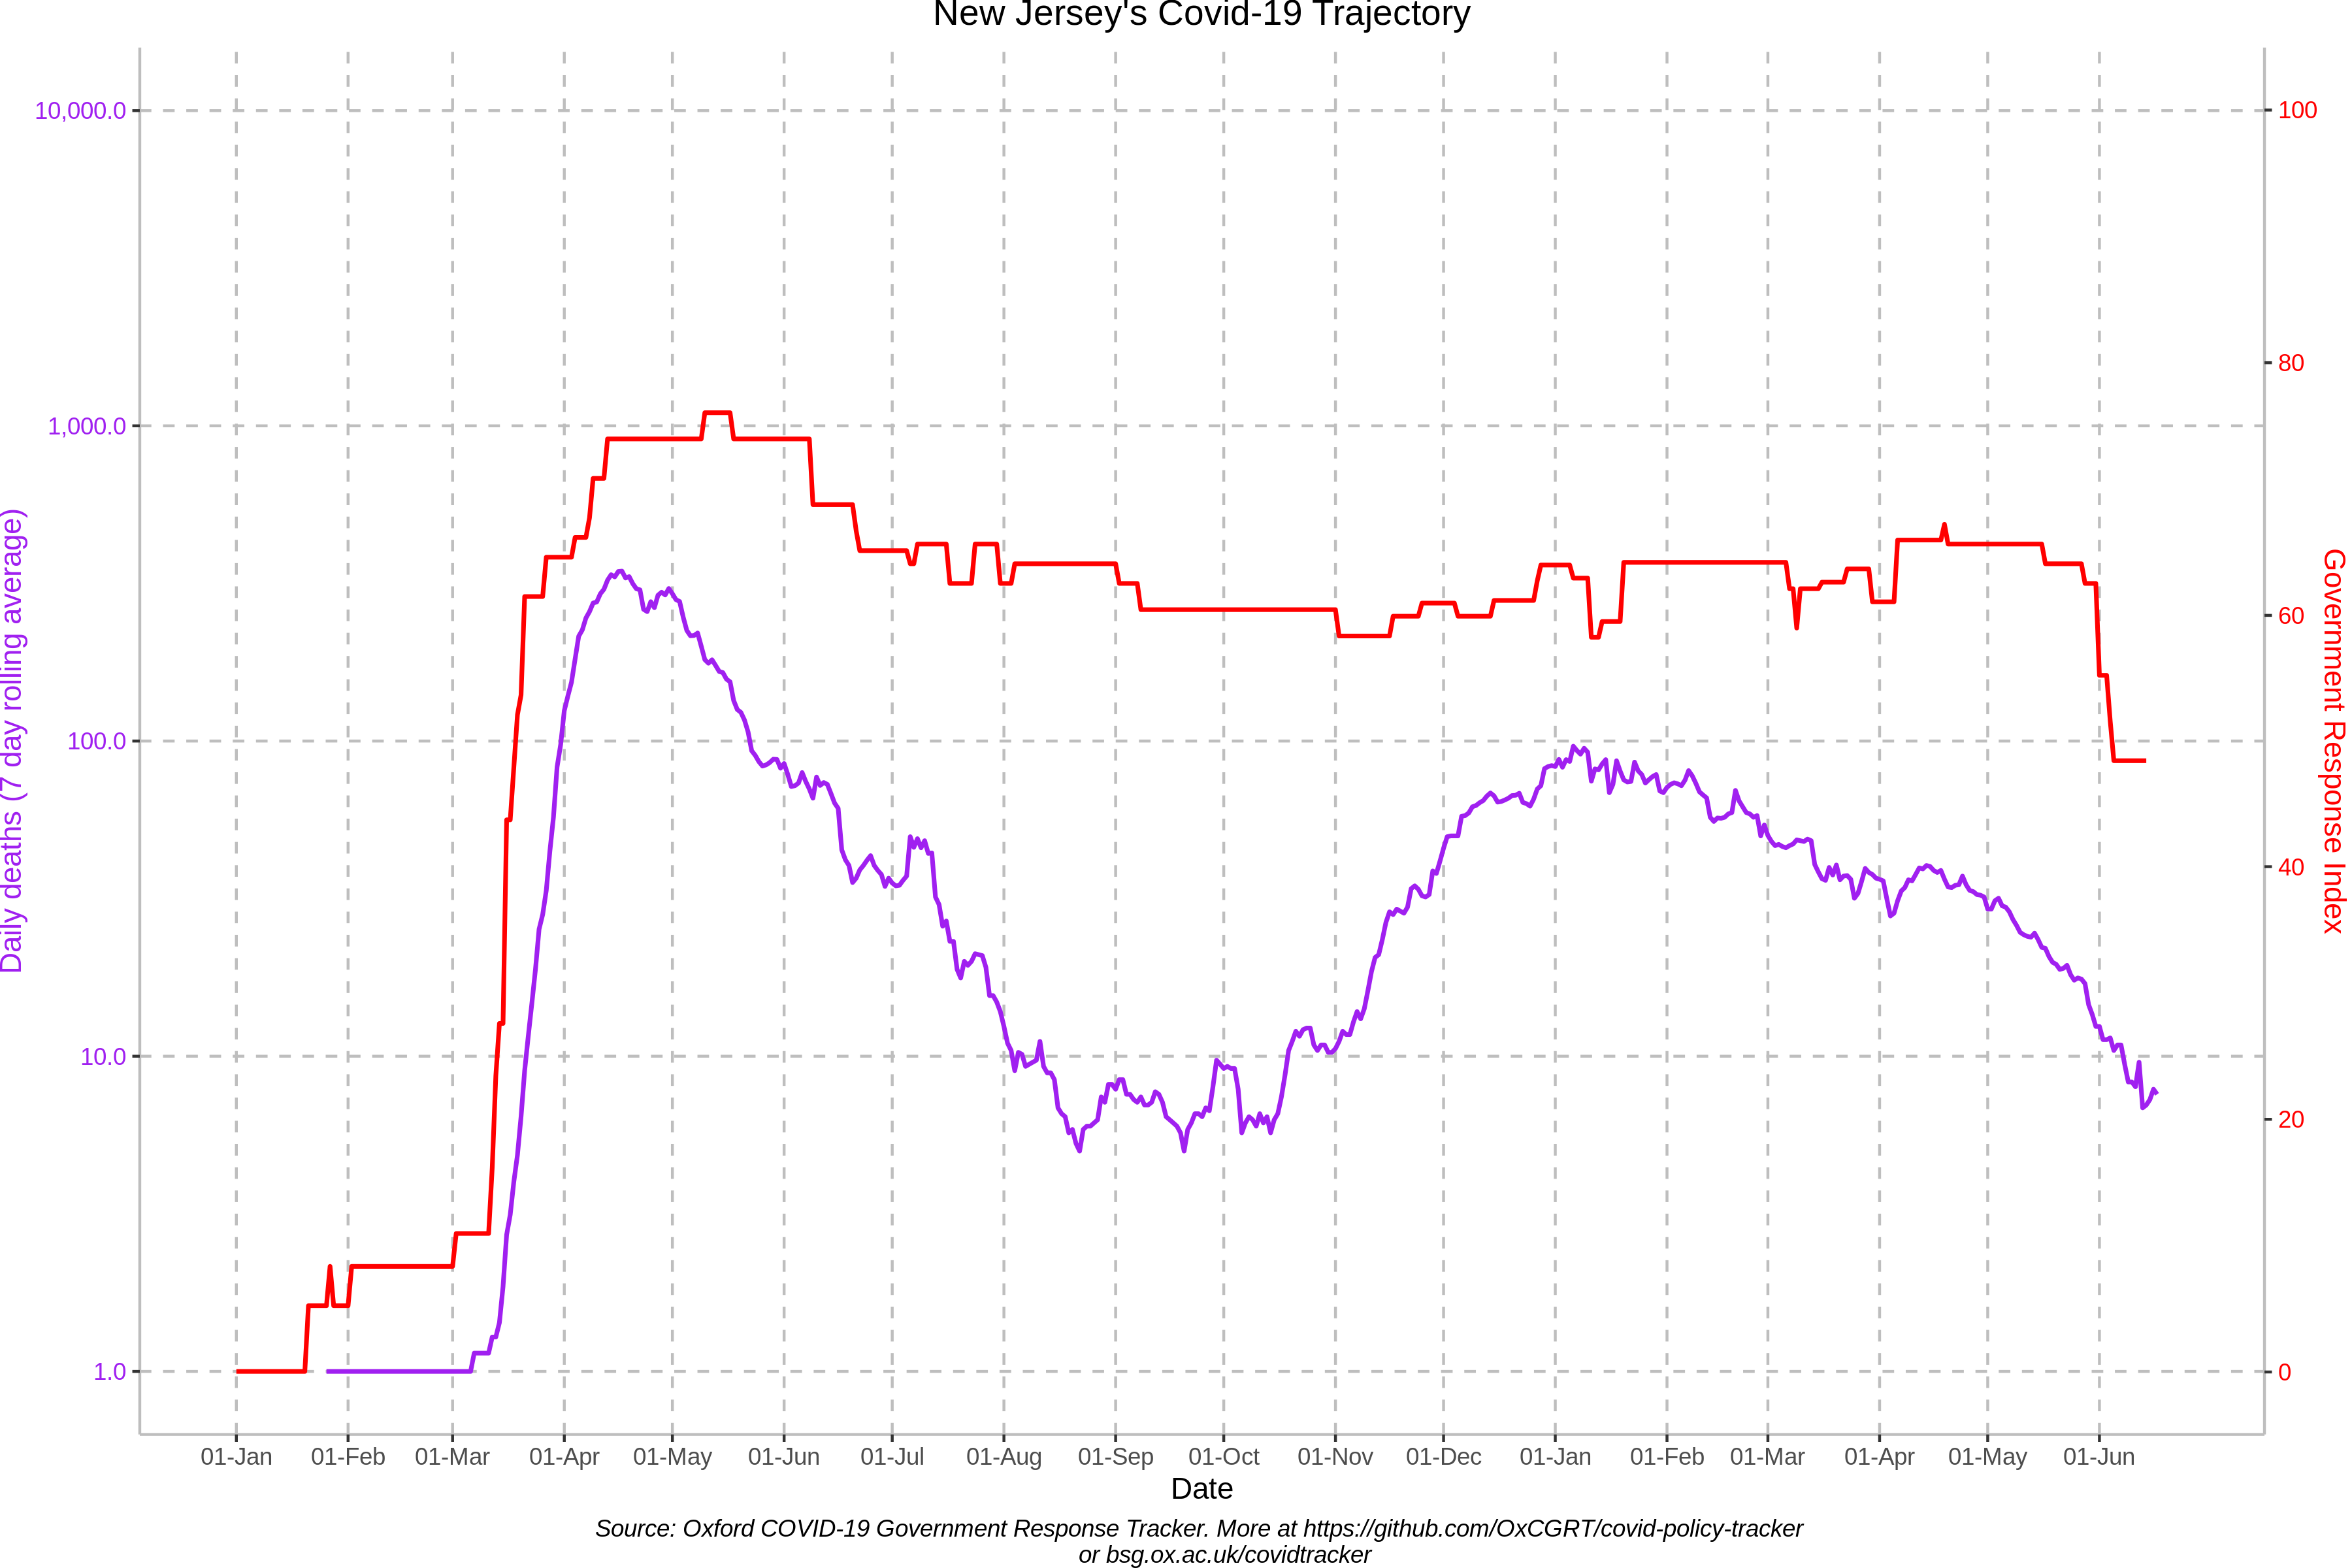 New Jersey's Covid-19 Trajectory
10,000.0
1,000.0
100.0
10.0
1.0
Daily deaths (7 day rolling average)
100
80
60
40
20
0
Government Response Index
01-Jan 01-Feb 01-Mar 01-Apr 01-May 01-Jun 01-Jul 01-Aug 01-Sep 01-Oct 01-Nov 01-Dec 01-Jan 01-Feb 01-Mar 01-Apr 01-May 01-Jun
Date
Source: Oxford COVID-19 Government Response Tracker. More at https://github.com/OxCGRT/covid-policy-tracker
or bsg.ox.ac.uk/covidtracker